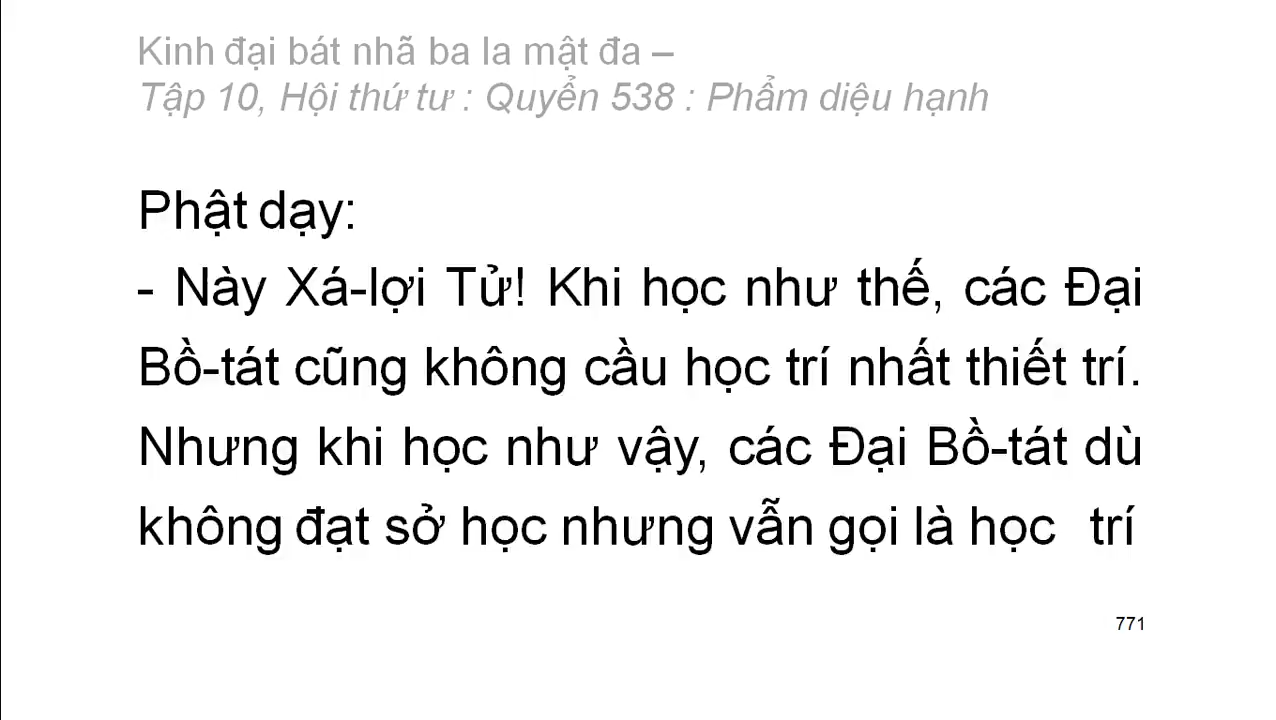 Kinh đại bát nhã ba la mật đa –
Tập 10, Hội thứ tư : Quyển 538 : Phẩm diệu hạnh
Phật dạy:
- Này Xá-lợi Tử! Khi học như thế, các Đại
Bồ-tát cũng không cầu học trí nhất thiết trí.
Nhưng khi học như vậy, các Đại Bồ-tát dù
không đạt sở học nhưng vẫn gọi là học trí
771